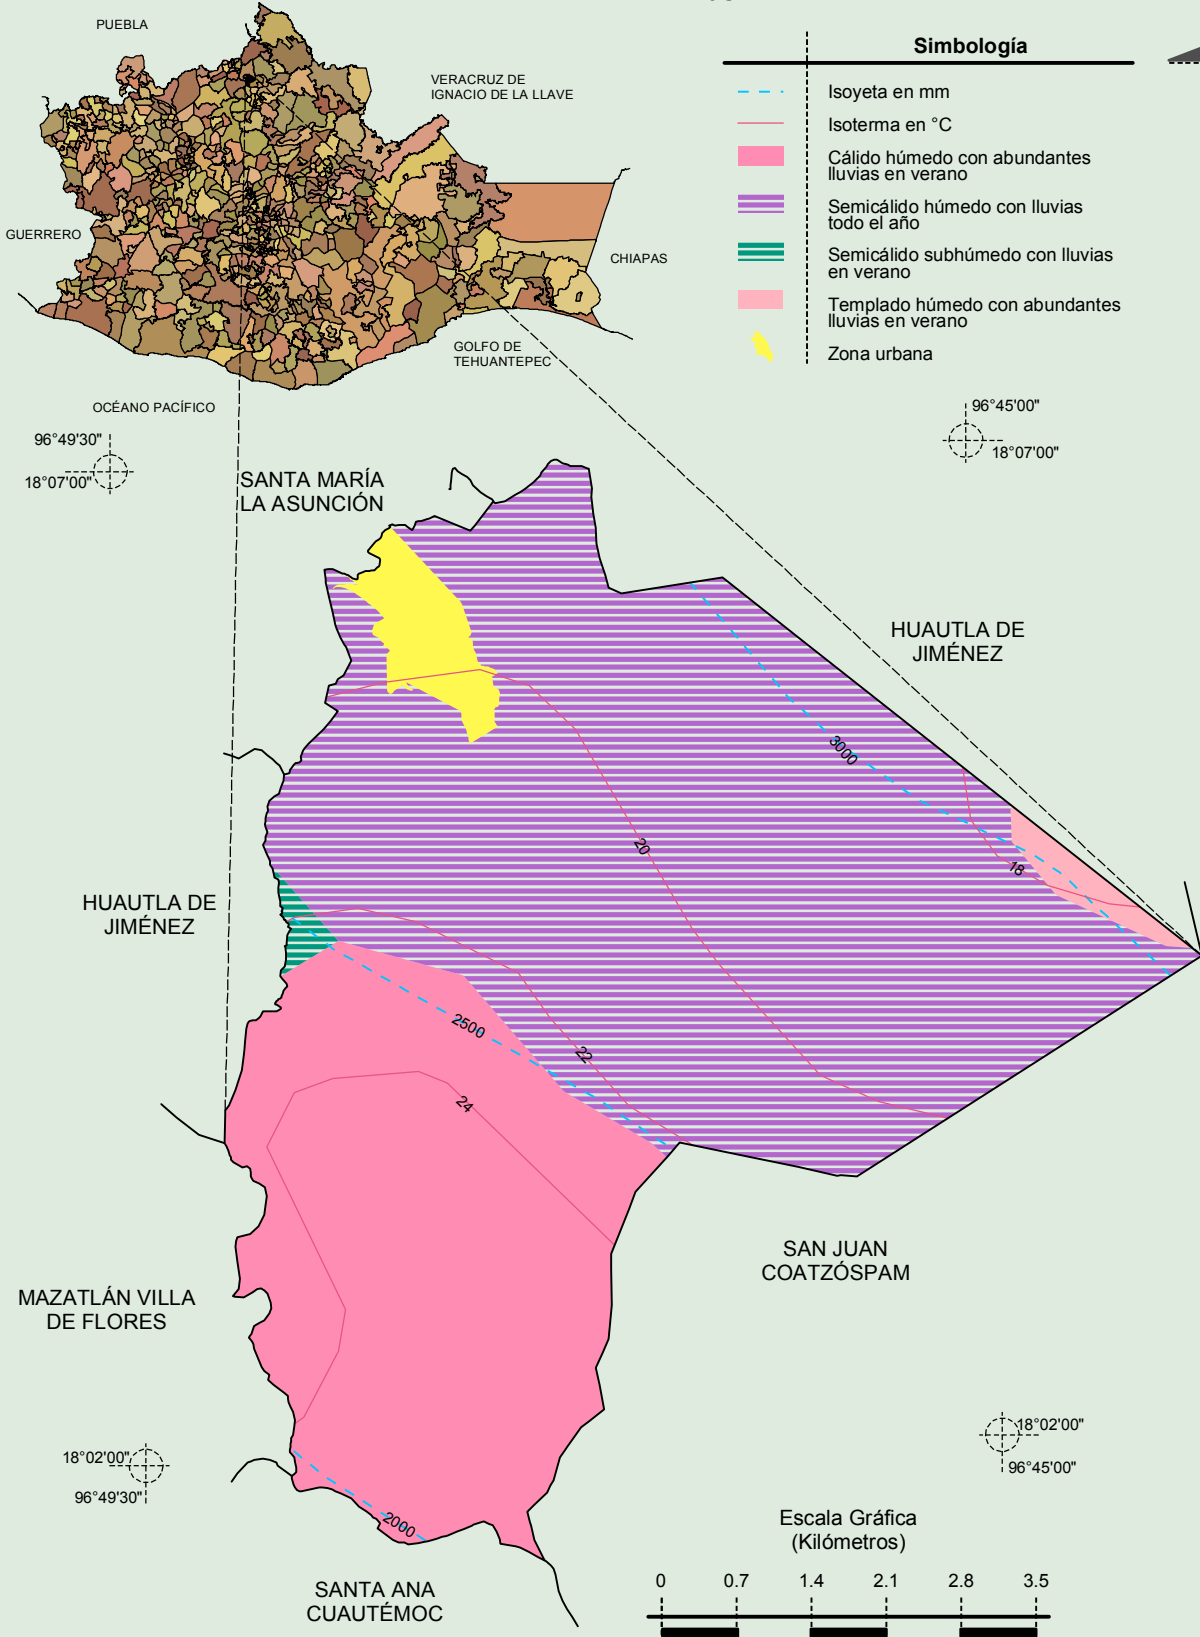 PUEBLA
VERACRUZ DE
IGNACIO DE LA LLAVE
GUERRERO
CHIAPAS
GOLFO DE
TEHUANTEPEC
OCÉANO PACÍFICO
Simbología
Isoyeta en mm
Isoterma en °C
Cálido húmedo con abundantes
lluvias en verano
Semicálido húmedo con lluvias
todo el año
Semicálido subhúmedo con lluvias
en verano
Templado húmedo con abundantes
lluvias en verano
Zona urbana
96°49'30"
18°07'00"
96°45'00"
18°07'00"
SANTA MARÍA
LA ASUNCIÓN
HUAUTLA DE
JIMÉNEZ
3000
20
18
HUAUTLA DE
JIMÉNEZ
2500
22
24
SAN JUAN
COATZÓSPAM
MAZATLÁN VILLA
DE FLORES
18°02'00"
96°49'30"
18°02'00"
96°45'00"
2000
SANTA ANA
CUAUTÉMOC
Escala Gráfica
(Kilómetros)
0 0.7 1.4 2.1 2.8 3.5